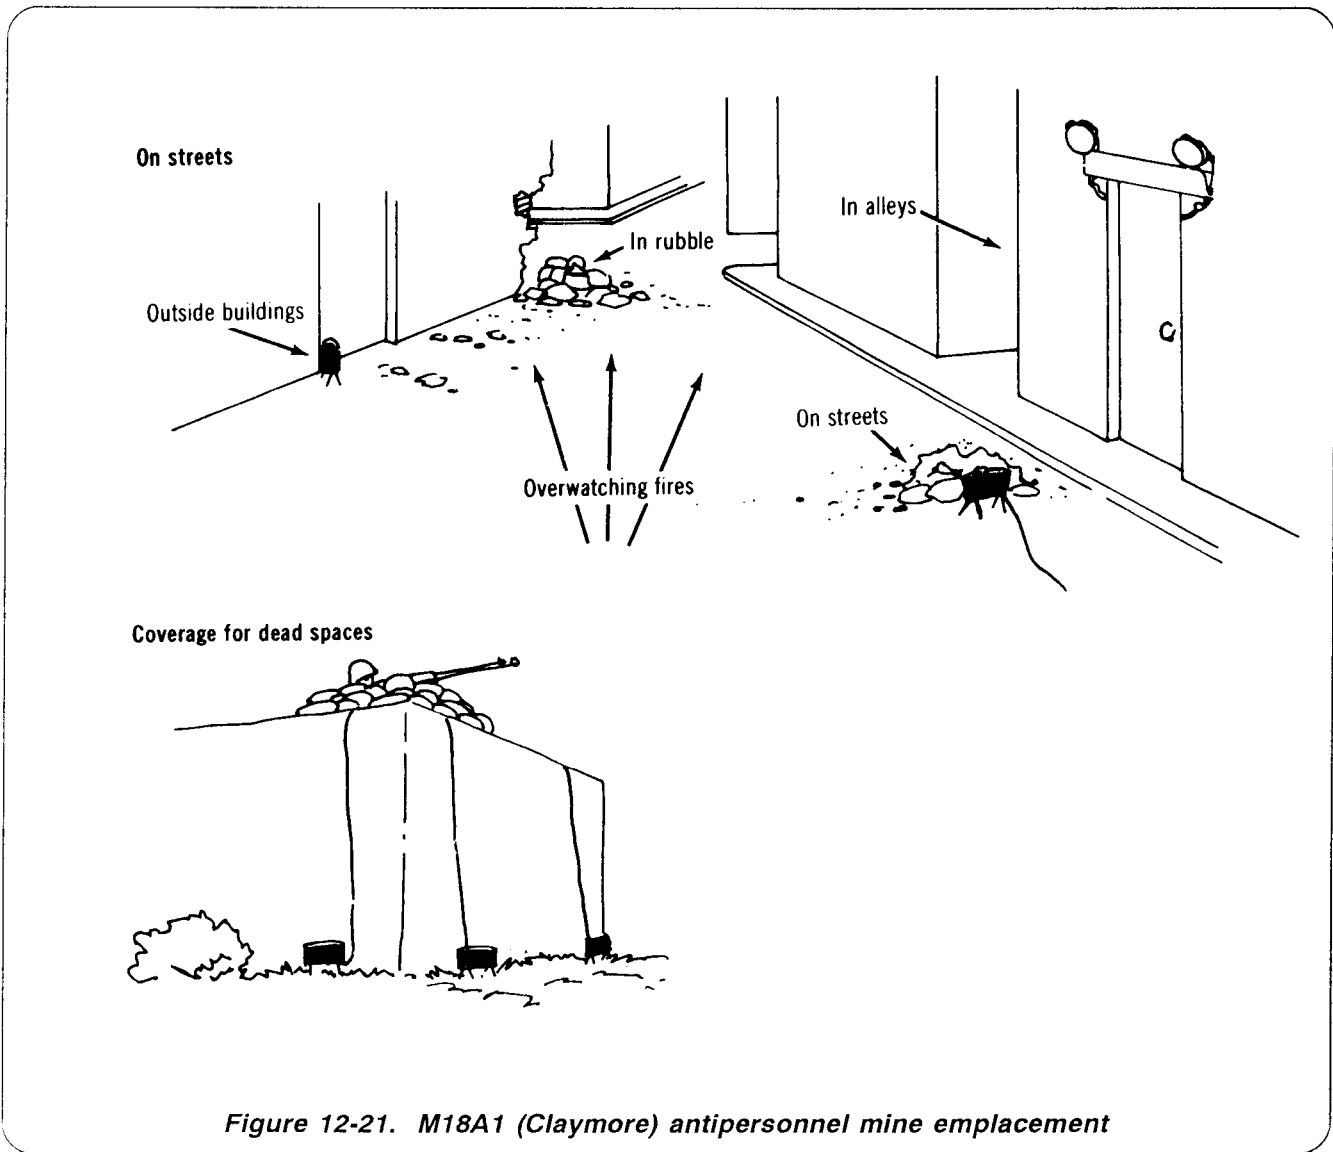 On streets
In rubble
In alleys
Outside buildings
On streets
Overwatching fires
Coverage for dead spaces
Figure 12-21. M18A1 (Claymore) antipersonnel mine emplacement